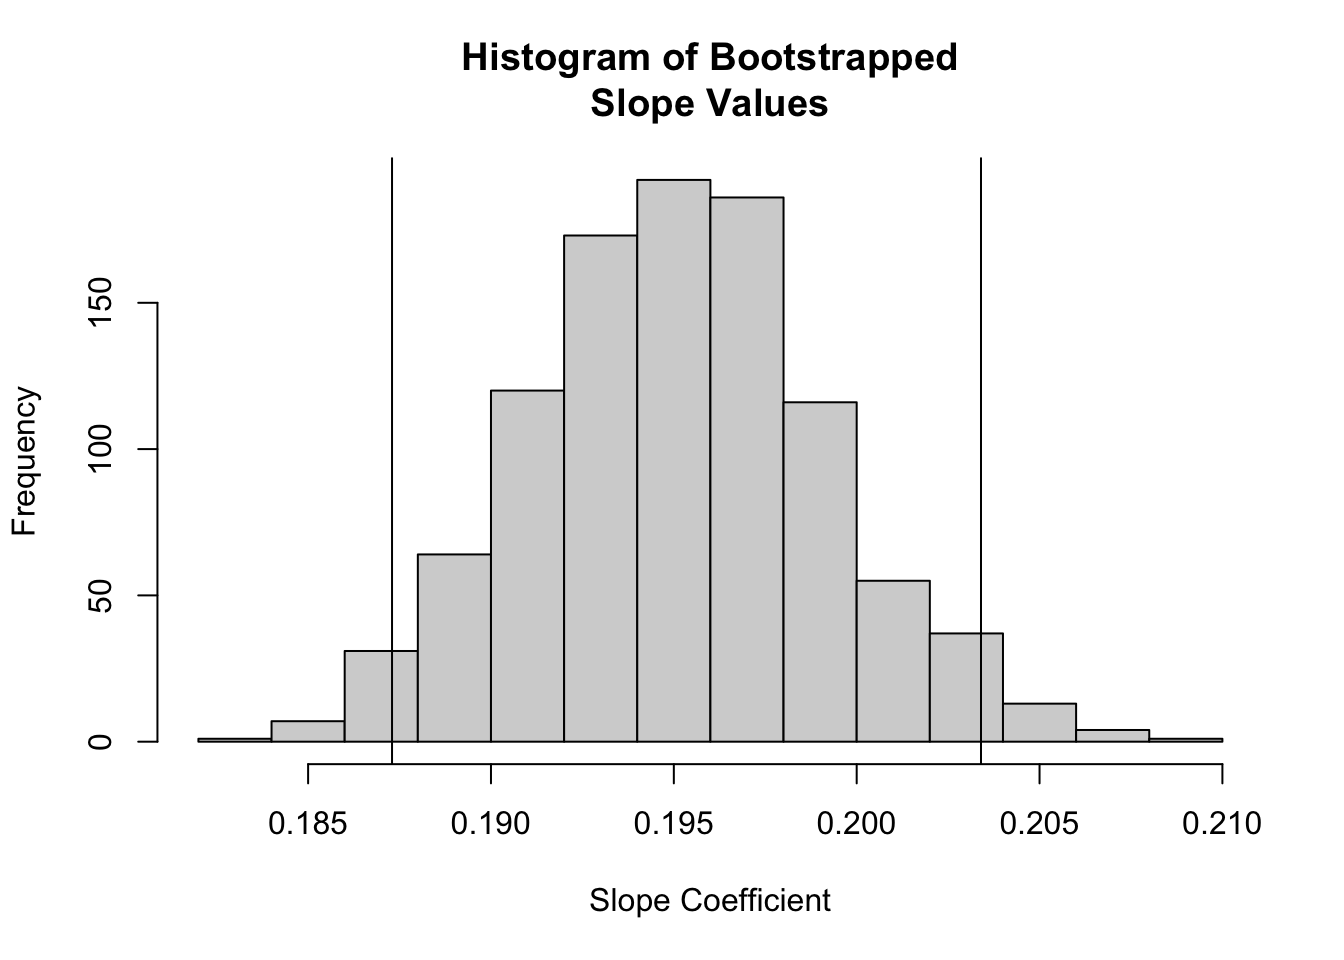 Histogram of Bootstrapped
Slope Values
Frequency
150
100
50
0
0.185 0.190 0.195 0.200 0.205 0.210
Slope Coefficient